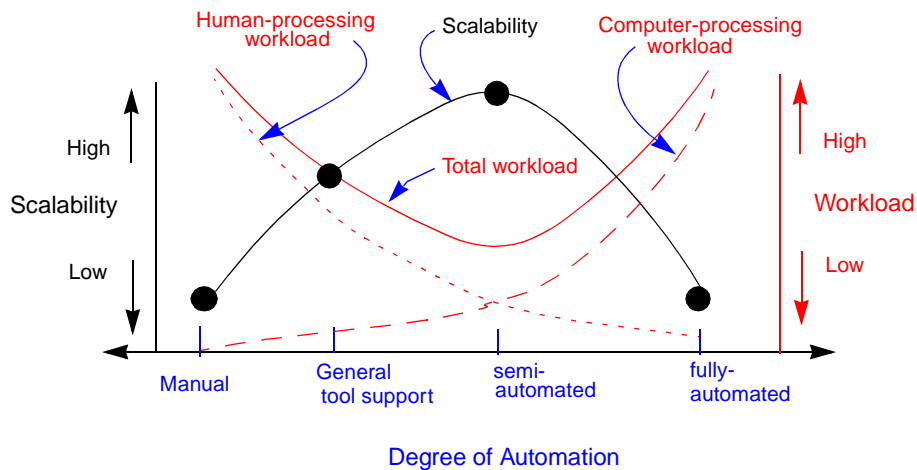 Human-processing
workload
Scalability
Computer-processing
workload
High
High
Total workload
Scalability
Workload
Low
Low
Manual
General
tool support
semi-
automated
fully-
automated
Degree of Automation